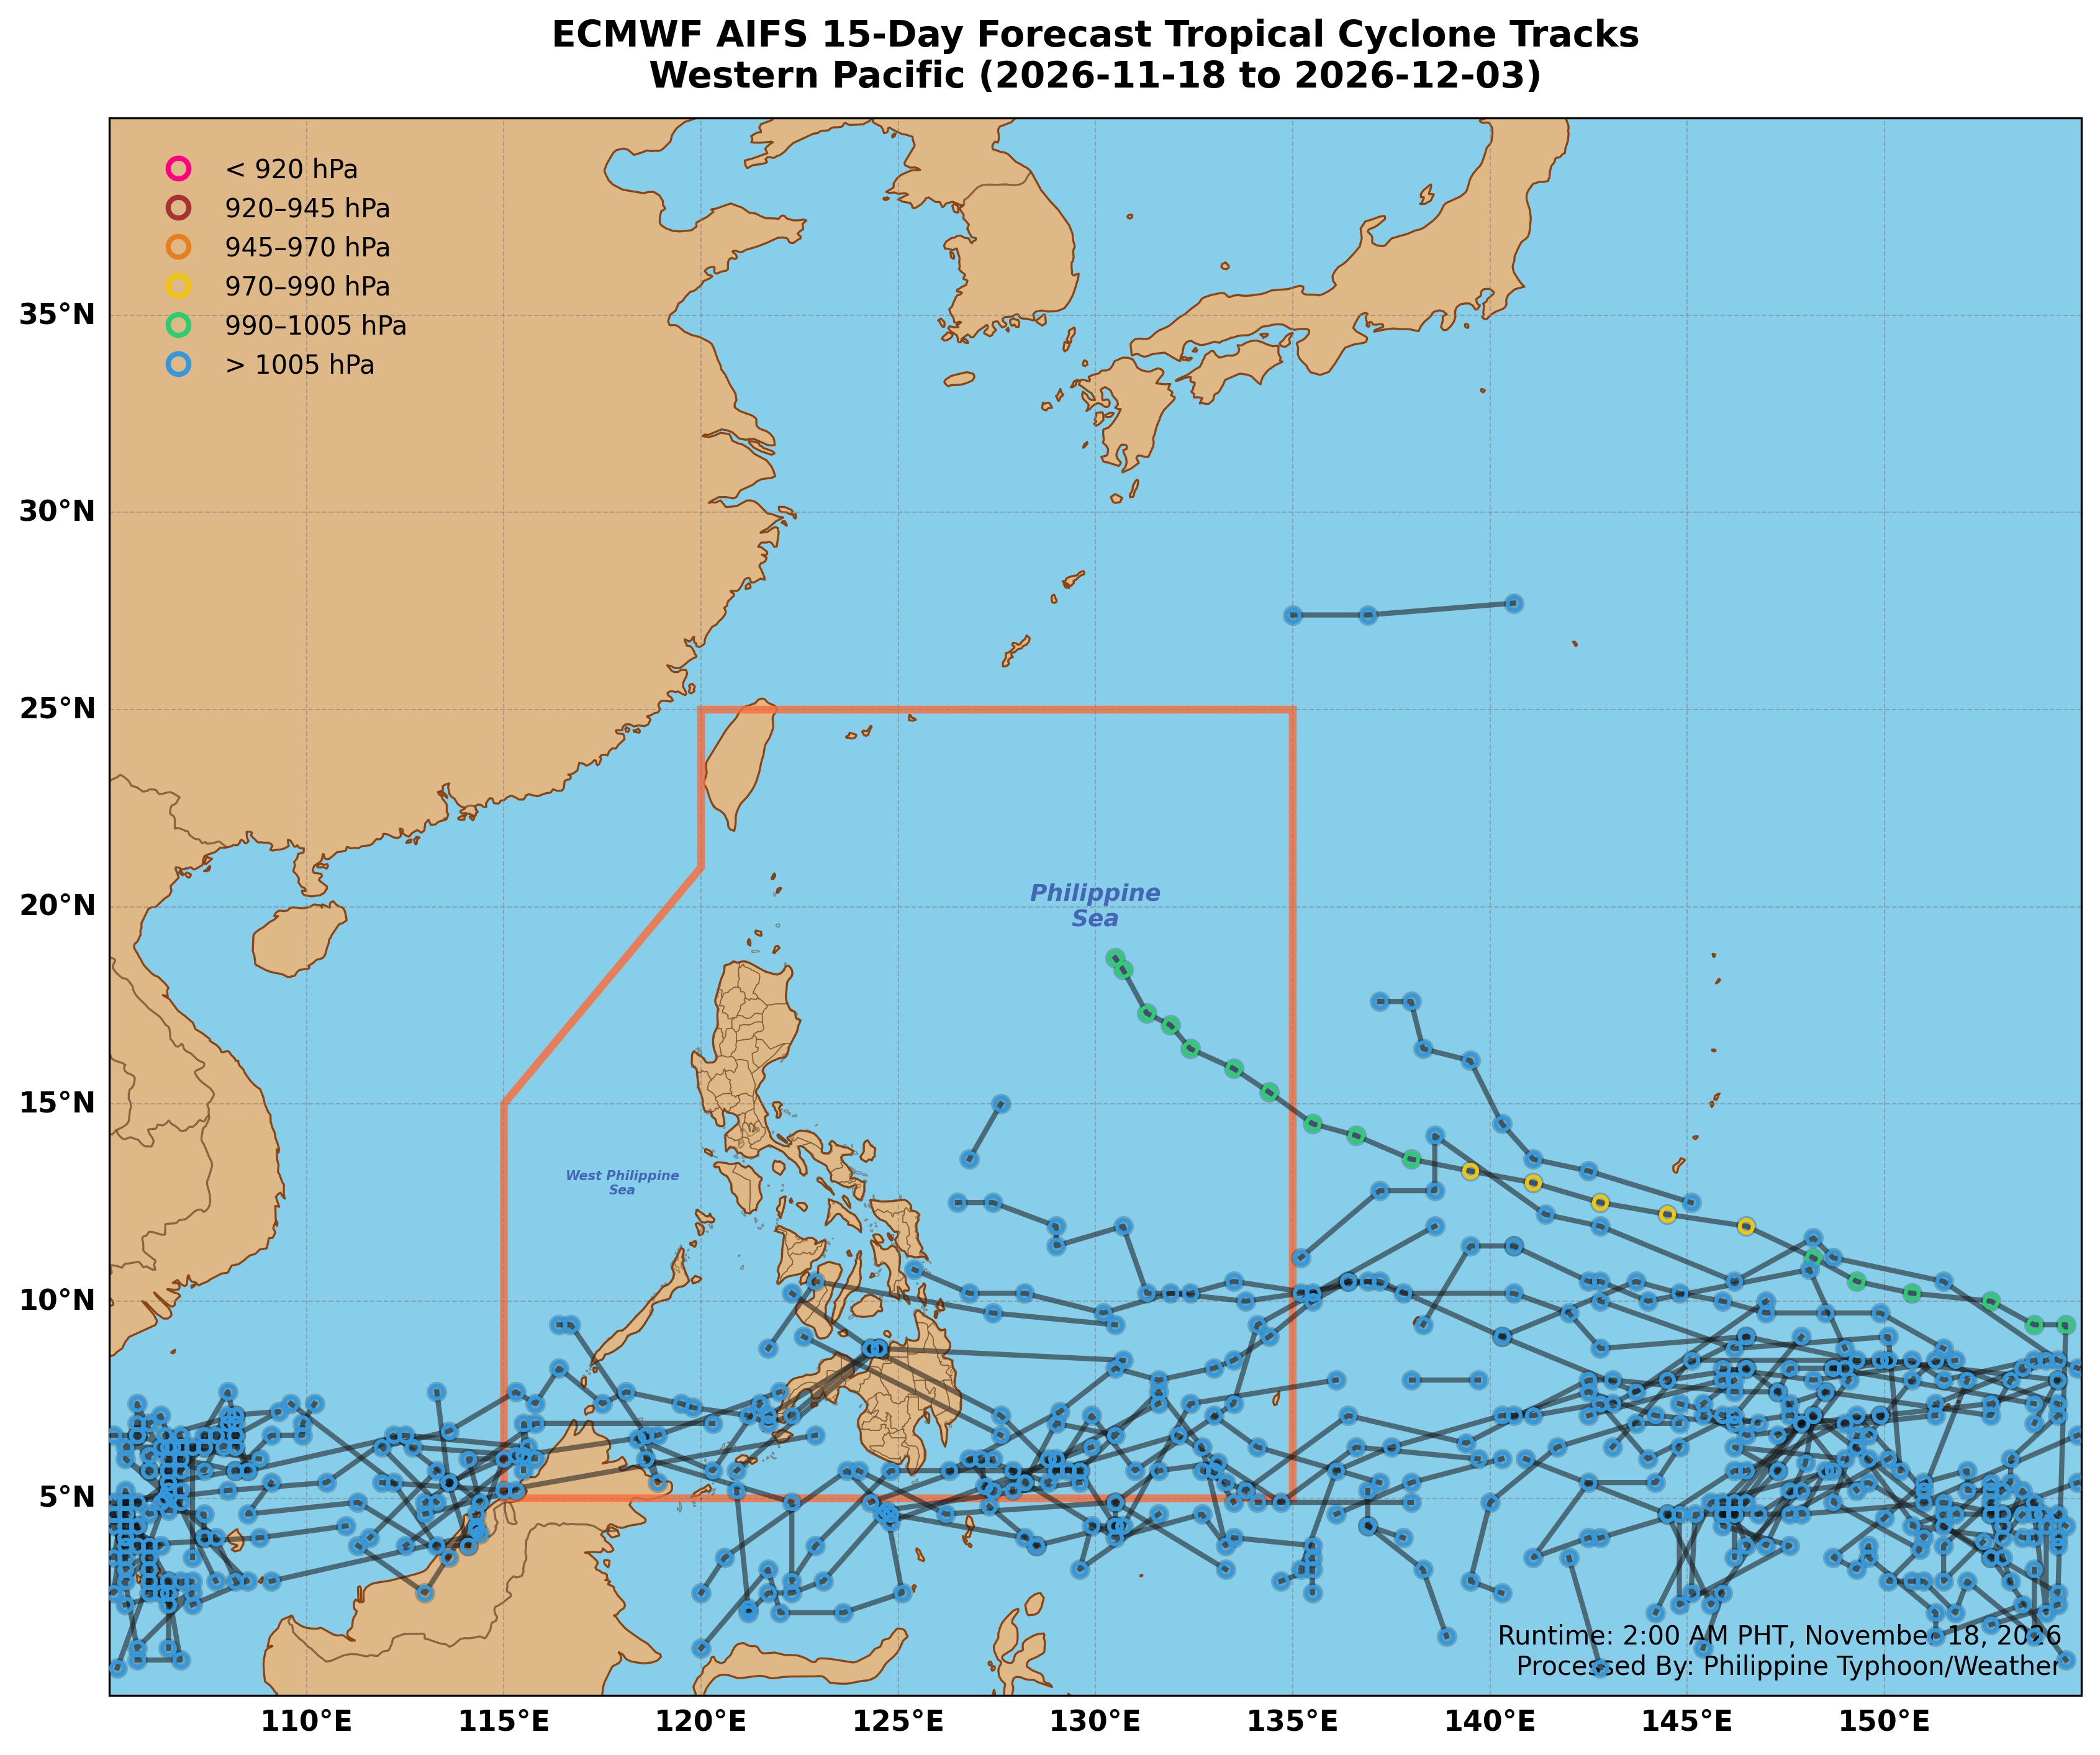 ECMWF AIFS 15-Day Forecast Tropical Cyclone Tracks
Western Pacific (2026-11-18 to 2026-12-03)
< 920 hPa
920–945 hPa
945–970 hPa
970–990 hPa
990–1005 hPa
> 1005 hPa
35°N
30°N
25°N
20°N
15°N
10°N
5°N
Philippine
Sea
West Philippine
Sea
Runtime: 2:00 AM PHT, November 18, 2026
Processed By: Philippine Typhoon/Weather
110°E
115°E
120°E
125°E
130°E
135°E
140°E
145°E
150°E